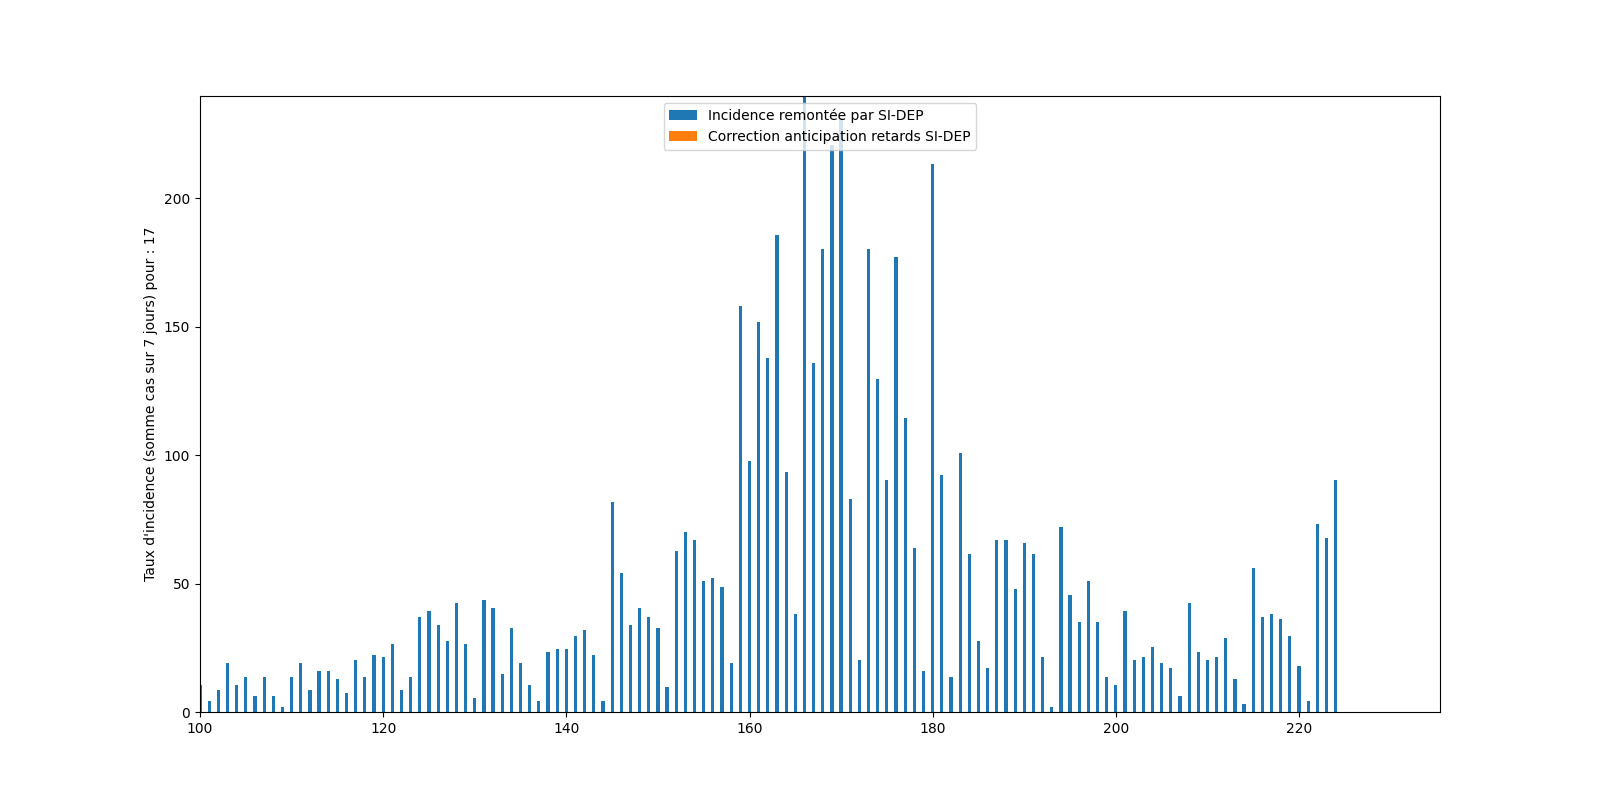 Incidence remontée par SI-DEP
Correction anticipation retards SI-DEP
Taux d'incidence (somme cas sur 7 jours) pour : 17
200
150
100
50
0
100 120 140 160 180 200 220